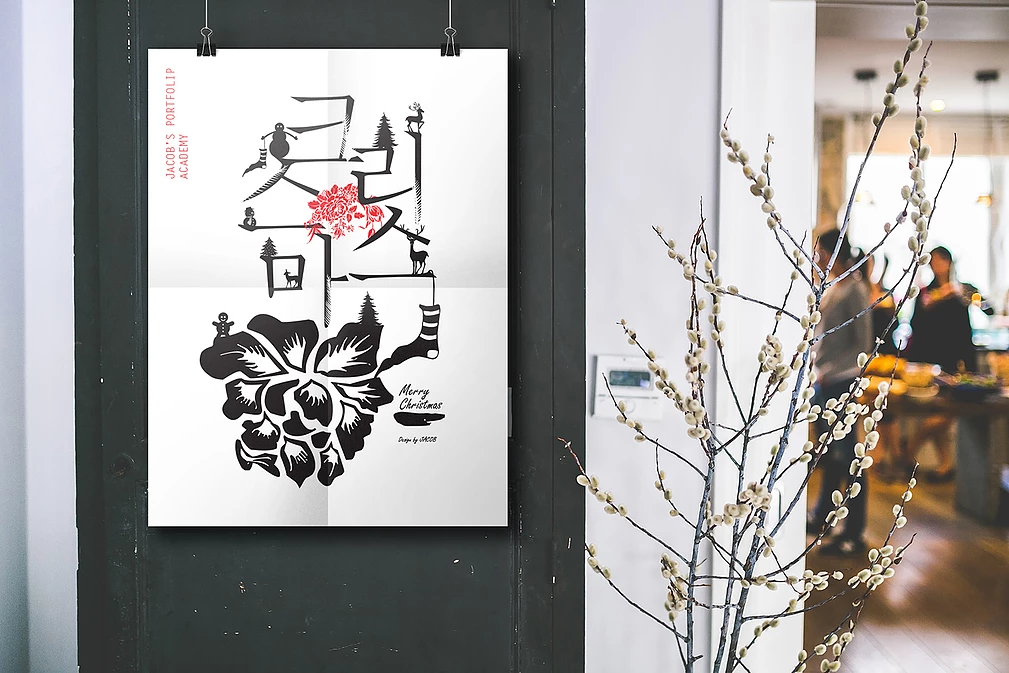 JACOB'S PORTFOLIP
ACADEMY
크리
스
마스
Merry
Christmas
Design by JACOB